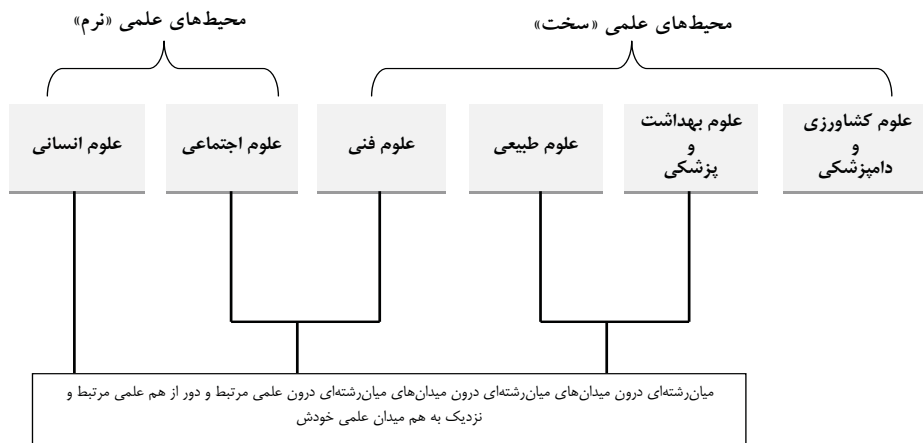 محیط‌های علمی «سخت»
محیط‌های علمی «نرم»
علوم کشاورزی
و
دامپزشکی
علوم بهداشت
و
پزشکی
علوم طبیعی
علوم فنی
علوم اجتماعی
علوم انسانی
میان‌رشته‌ای درون میدان‌های میان‌رشته‌ای درون میدان‌های میان‌رشته‌ای درون علمی مرتبط و دور از هم علمی مرتبط و
نزدیک به هم میدان علمی خودش